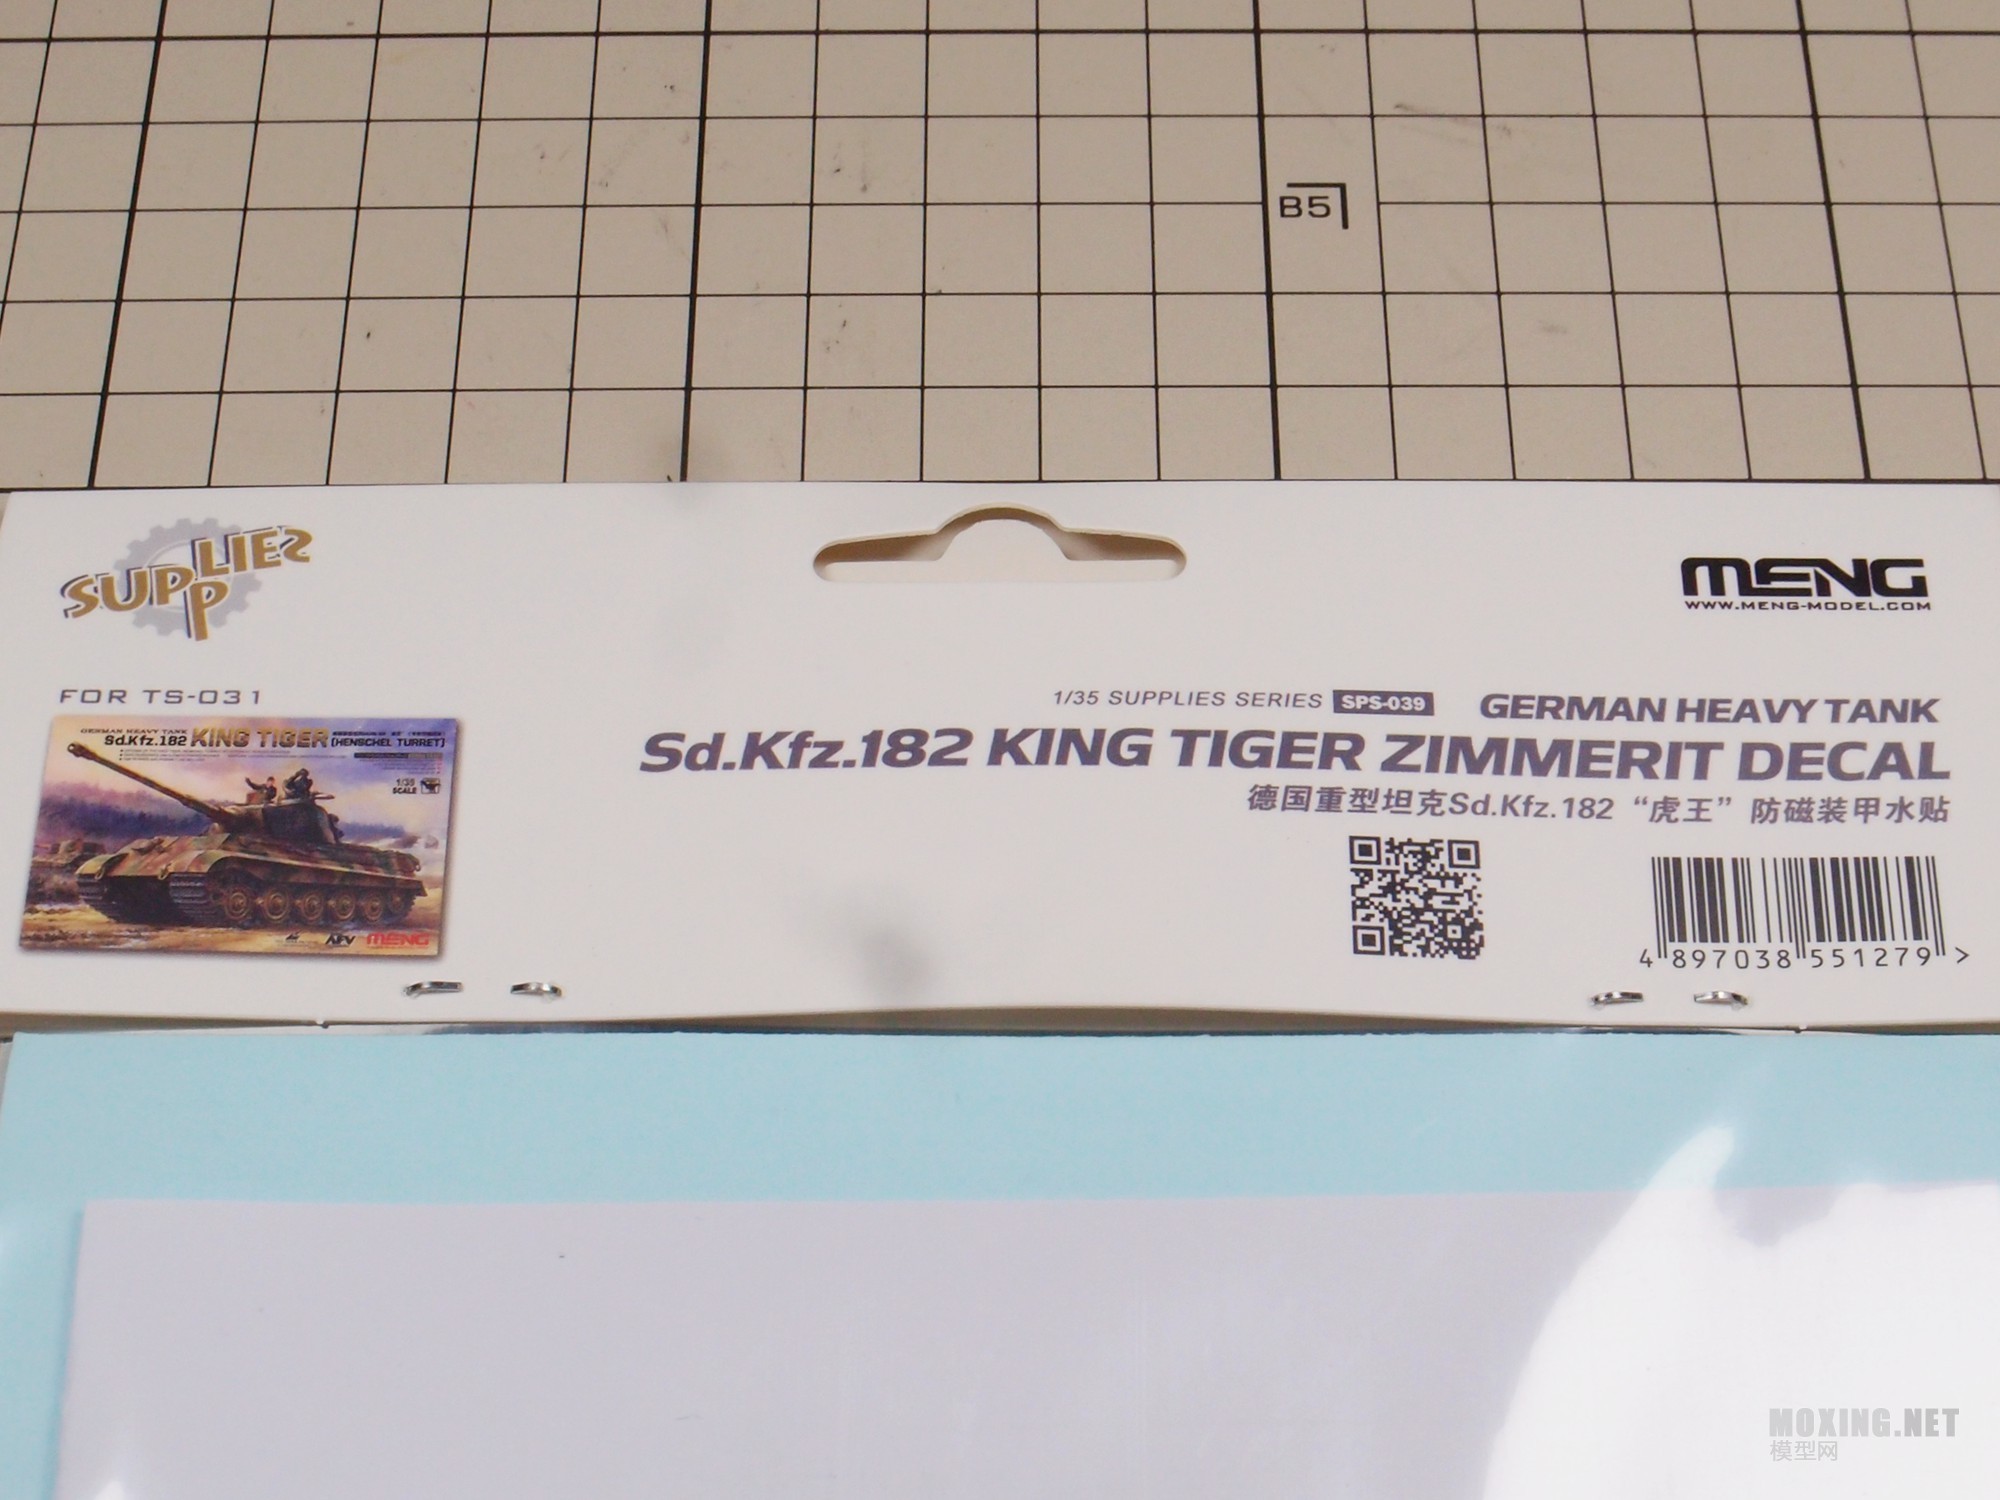 B5
SUPPLIES
MENG
WWW.MENG-MODEL.COM
FOR TS-031
GERMAN HEAVY TANK
Sd.Kfz.182 KING TIGER (HENSCHEL TURRET)
1/35
SCALE
AFV MENG
1/35 SUPPLIES SERIES SPS-039 GERMAN HEAVY TANK
Sd.Kfz.182 KING TIGER ZIMMERIT DECAL
德国重型坦克Sd.Kfz.182 “虎王” 防磁装甲水贴
4 897038 551279 >
MOXING.NET
模型网